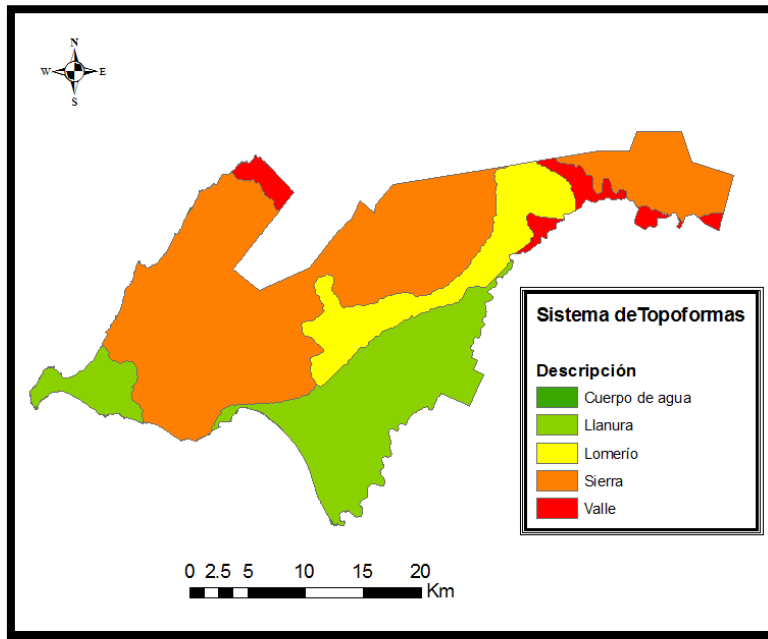 N
W E
S
Sistema deTopoformas
Descripción
Cuerpo de agua
Llanura
Lomerío
Sierra
Valle
0 2.5 5 10 15 20
Km